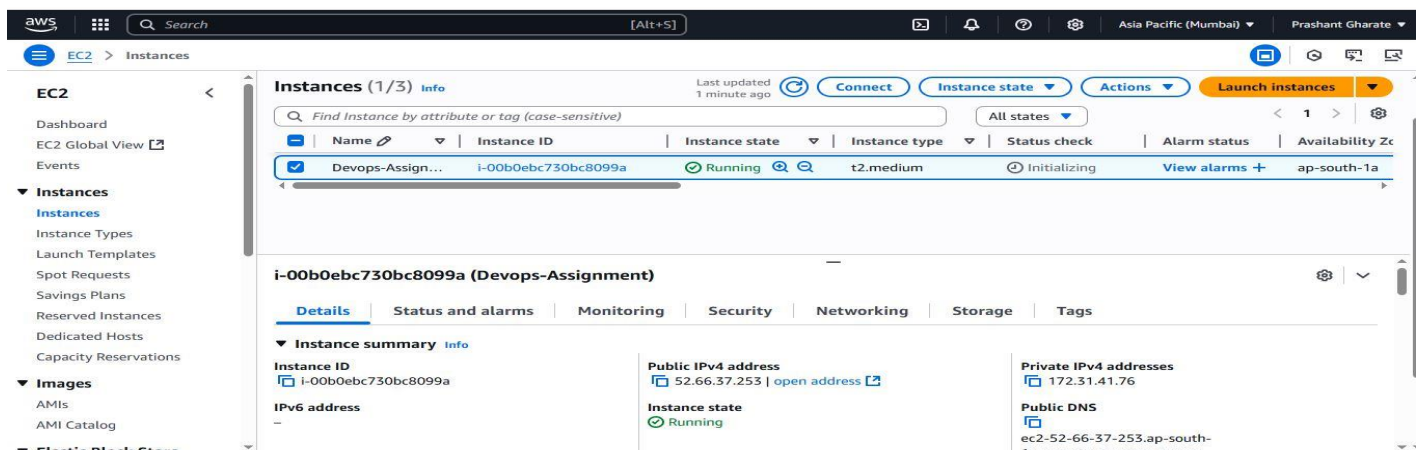 aws Search [Alt+S] Asia Pacific (Mumbai) Prashant Gharate
EC2 > Instances
EC2
Dashboard
EC2 Global View
Events
Instances
Instances
Instance Types
Launch Templates
Spot Requests
Savings Plans
Reserved Instances
Dedicated Hosts
Capacity Reservations
Images
AMIs
AMI Catalog
Instances (1/3) Info
Last updated
1 minute ago
Connect Instance state Actions Launch instances
Find Instance by attribute or tag (case-sensitive) All states 1
Name Instance ID Instance state Instance type Status check Alarm status Availability Zo
Devops-Assign... i-00b0ebc730bc8099a Running t2.medium Initializing View alarms + ap-south-1a
i-00b0ebc730bc8099a (Devops-Assignment)
Details Status and alarms Monitoring Security Networking Storage Tags
Instance summary Info
Instance ID
i-00b0ebc730bc8099a
IPv6 address
–
Public IPv4 address
52.66.37.253 | open address
Instance state
Running
Private IPv4 addresses
172.31.41.76
Public DNS
ec2-52-66-37-253.ap-south-